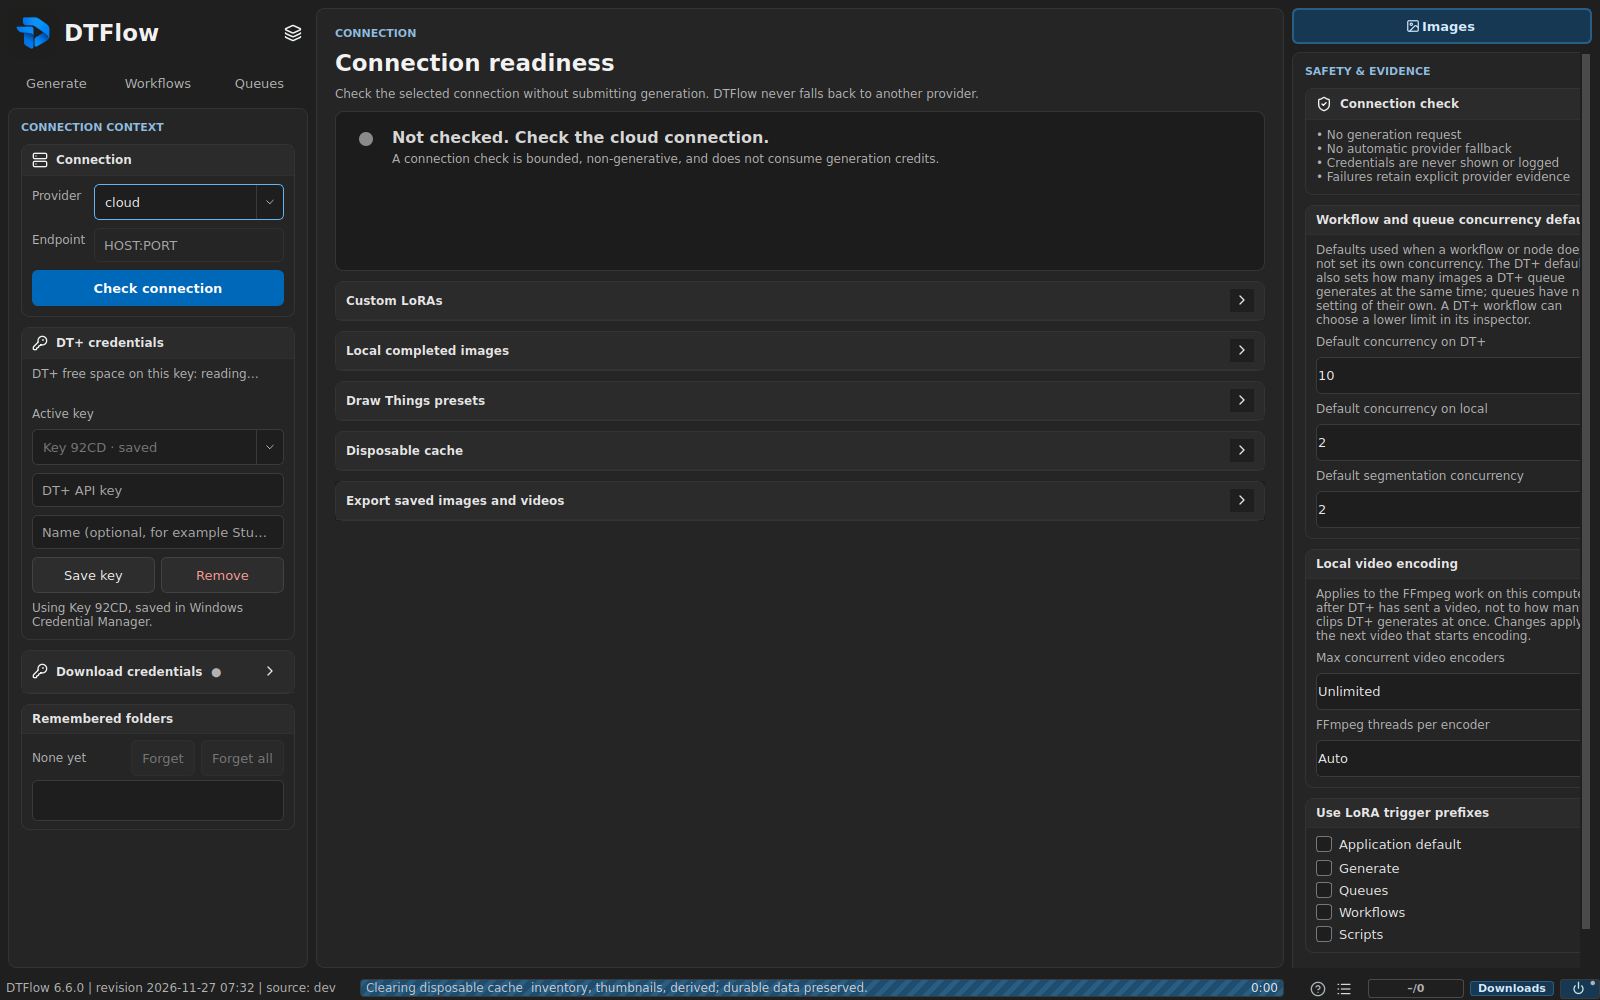 DTFlow
Generate
Workflows
Queues
CONNECTION CONTEXT
Connection
Provider
cloud
Endpoint
HOST:PORT
Check connection
DT+ credentials
DT+ free space on this key: reading...
Active key
Key 92CD · saved
DT+ API key
Name (optional, for example Stu...
Save key
Remove
Using Key 92CD, saved in Windows
Credential Manager.
Download credentials
Remembered folders
None yet
Forget
Forget all
CONNECTION
Connection readiness
Check the selected connection without submitting generation. DTFlow never falls back to another provider.
Not checked. Check the cloud connection.
A connection check is bounded, non-generative, and does not consume generation credits.
Custom LoRAs
Local completed images
Draw Things presets
Disposable cache
Export saved images and videos
Images
SAFETY & EVIDENCE
Connection check
• No generation request
• No automatic provider fallback
• Credentials are never shown or logged
• Failures retain explicit provider evidence
Workflow and queue concurrency defau
Defaults used when a workflow or node doe
not set its own concurrency. The DT+ defaul
also sets how many images a DT+ queue
generates at the same time; queues have n
setting of their own. A DT+ workflow can
choose a lower limit in its inspector.
Default concurrency on DT+
10
Default concurrency on local
2
Default segmentation concurrency
2
Local video encoding
Applies to the FFmpeg work on this compute
after DT+ has sent a video, not to how man
clips DT+ generates at once. Changes apply
the next video that starts encoding.
Max concurrent video encoders
Unlimited
FFmpeg threads per encoder
Auto
Use LoRA trigger prefixes
Application default
Generate
Queues
Workflows
Scripts
DTFlow 6.6.0 | revision 2026-11-27 07:32 | source: dev
Clearing disposable cache inventory, thumbnails, derived; durable data preserved.
0:00
–/0
Downloads